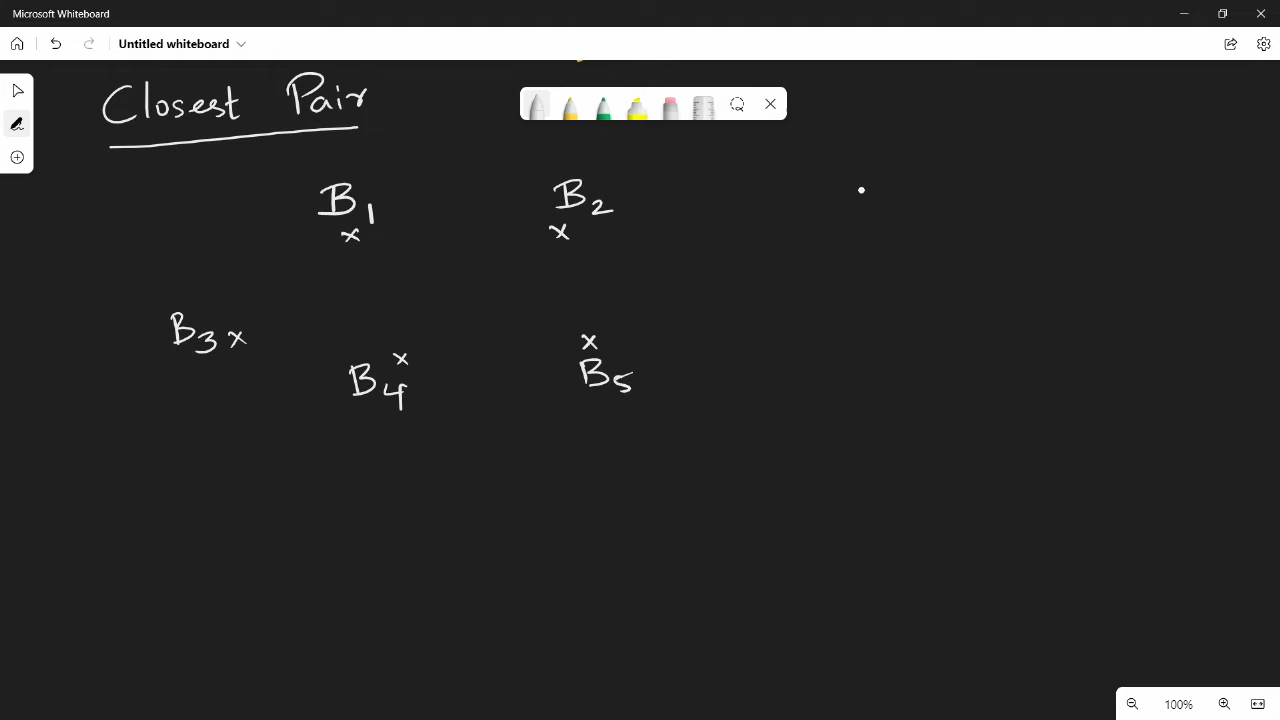 Microsoft Whiteboard
Untitled whiteboard
Closest Pair
B1 B2
x x
B3 x
x x
B4 B5
100%